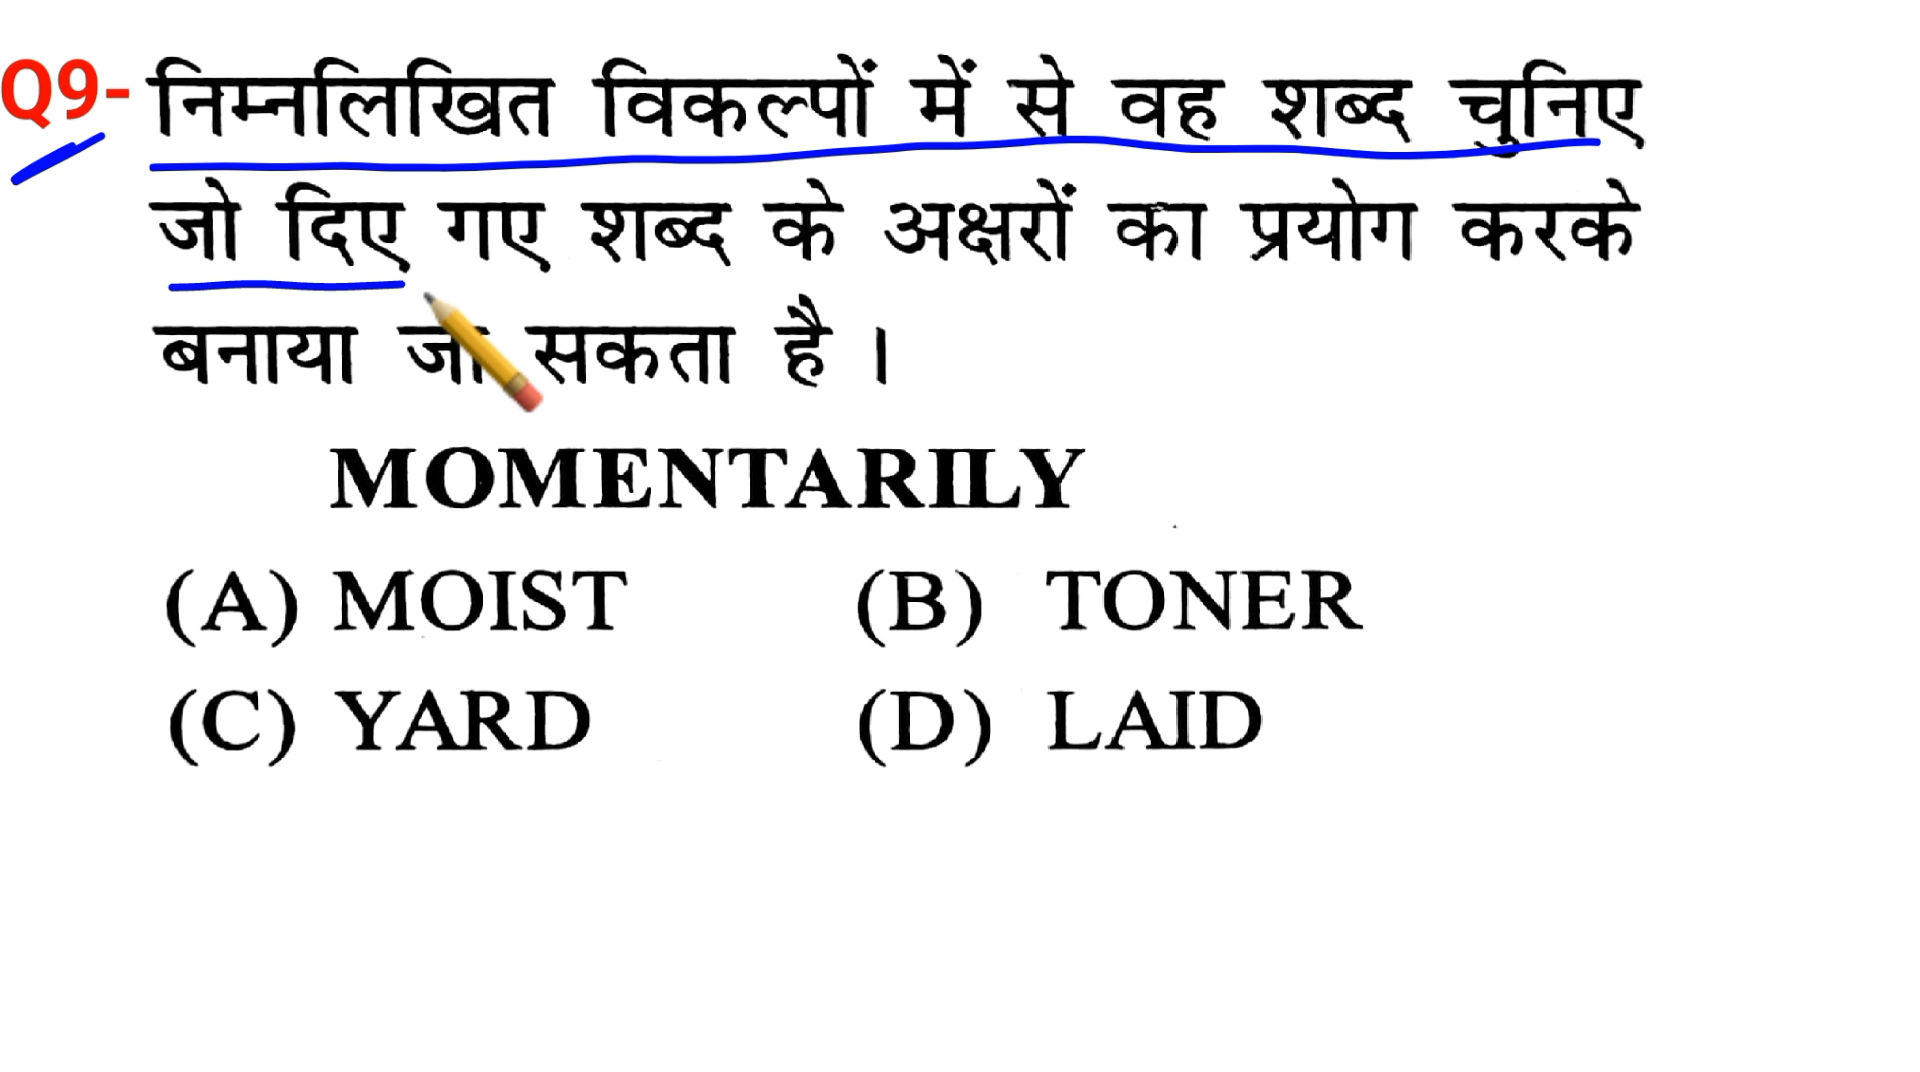 Q9- निम्नलिखित विकल्पों में से वह शब्द चुनिए
जो दिए गए शब्द के अक्षरों का प्रयोग करके
बनाया जा सकता है ।
MOMENTARILY
(A) MOIST (B) TONER
(C) YARD (D) LAID